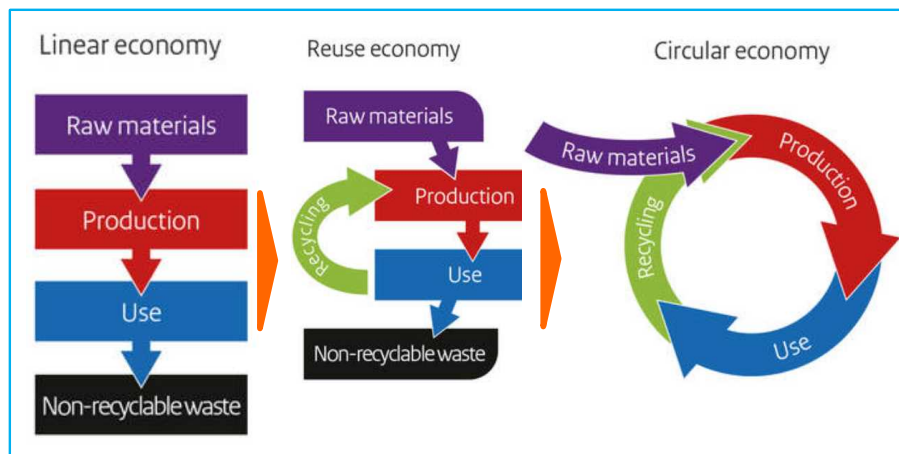 Linear economy
Raw materials
Production
Use
Non-recyclable waste
Reuse economy
Raw materials
Production
Recycling
Use
Non-recyclable waste
Circular economy
Raw materials
Production
Use
Recycling